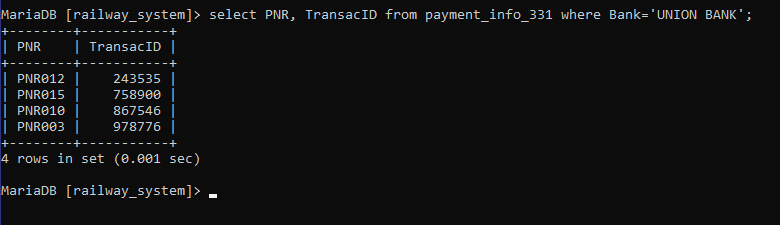 MariaDB [railway_system]> select PNR, TransacID from payment_info_331 where Bank='UNION BANK';
+--------+-----------+
| PNR    | TransacID |
+--------+-----------+
| PNR012 |    243535 |
| PNR015 |    758900 |
| PNR010 |    867546 |
| PNR003 |    978776 |
+--------+-----------+
4 rows in set (0.001 sec)
MariaDB [railway_system]>